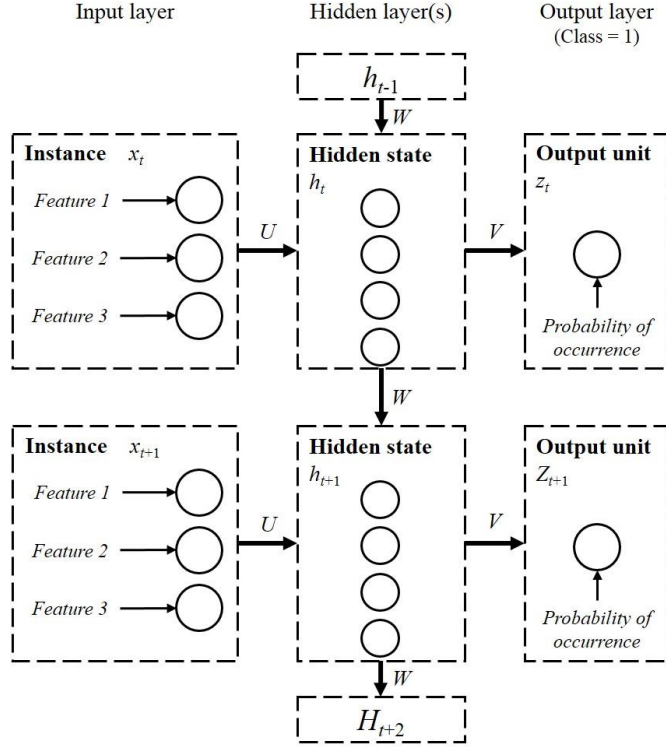 Input layer
Hidden layer(s)
Output layer
(Class = 1)
h_{t-1}
W
Instance x_t
Feature 1
Feature 2
Feature 3
U
Hidden state
h_t
V
Output unit
z_t
Probability of
occurrence
W
Instance x_{t+1}
Feature 1
Feature 2
Feature 3
U
Hidden state
h_{t+1}
V
Output unit
Z_{t+1}
Probability of
occurrence
W
H_{t+2}